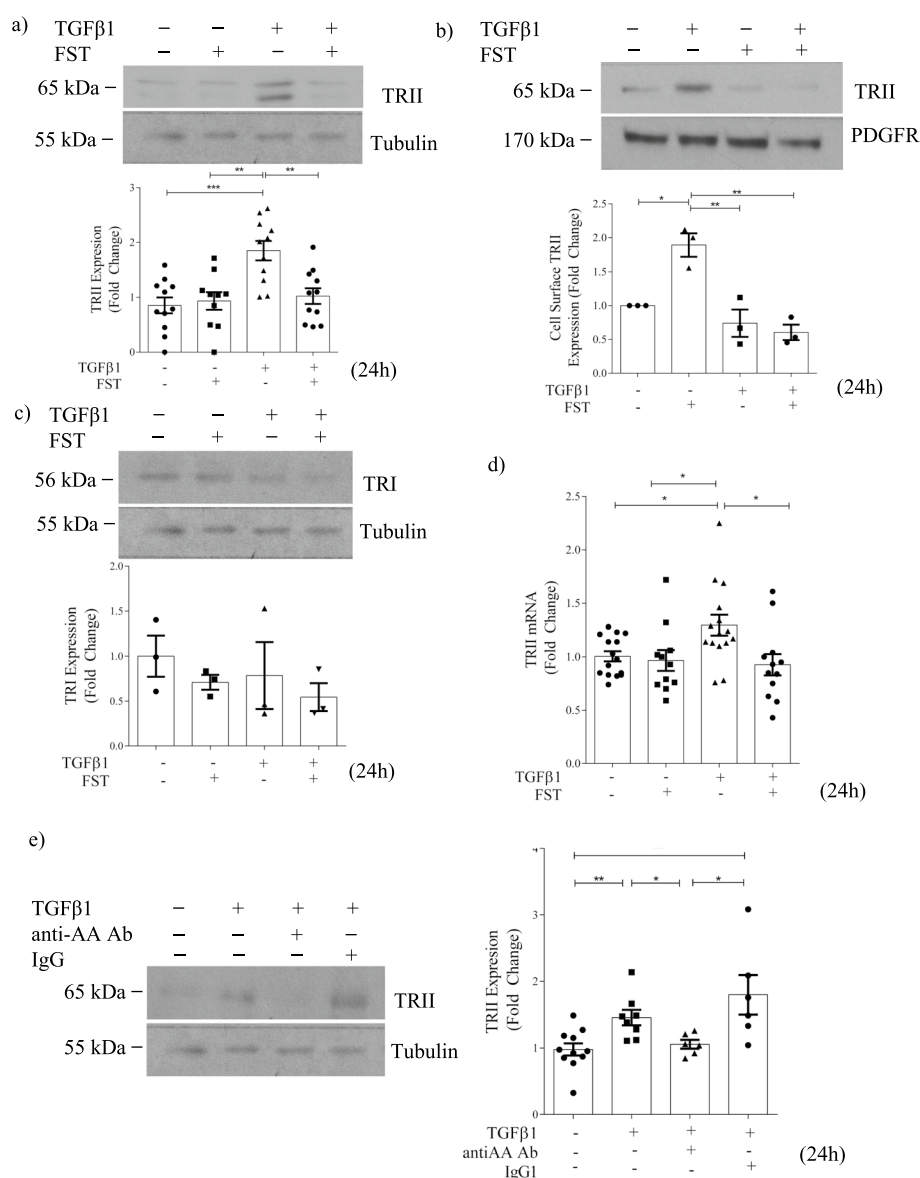 a)
TGFβ1 – – + +
FST – + – +
65 kDa – TRII
55 kDa – Tubulin
** **
***
3
2
1
0
TRII Expresion
(Fold Change)
TGFβ1 - - + +
FST - + - +
(24h)
b)
TGFβ1 – + – +
FST – – + +
65 kDa – TRII
170 kDa – PDGFR
**
* **
2.5
2.0
1.5
1.0
0.5
0.0
Cell Surface TRII
Expression (Fold Change)
TGFβ1 - - + +
FST - + - +
(24h)
c)
TGFβ1 – – + +
FST – + – +
56 kDa – TRI
55 kDa – Tubulin
2.0
1.5
1.0
0.5
0.0
TRI Expression
(Fold Change)
TGFβ1 - - + +
FST - + - +
(24h)
d)
*
* *
2.5
2.0
1.5
1.0
0.5
0.0
TRII mRNA
(Fold Change)
TGFβ1 - - + +
FST - + - +
(24h)
e)
TGFβ1 – + + +
anti-AA Ab – – + –
IgG – – – +
65 kDa – TRII
55 kDa – Tubulin
** * *
4
3
2
1
0
TRII Expresion
(Fold Change)
TGFβ1 - + + +
antiAA Ab - - + -
IgG1 - - - +
(24h)